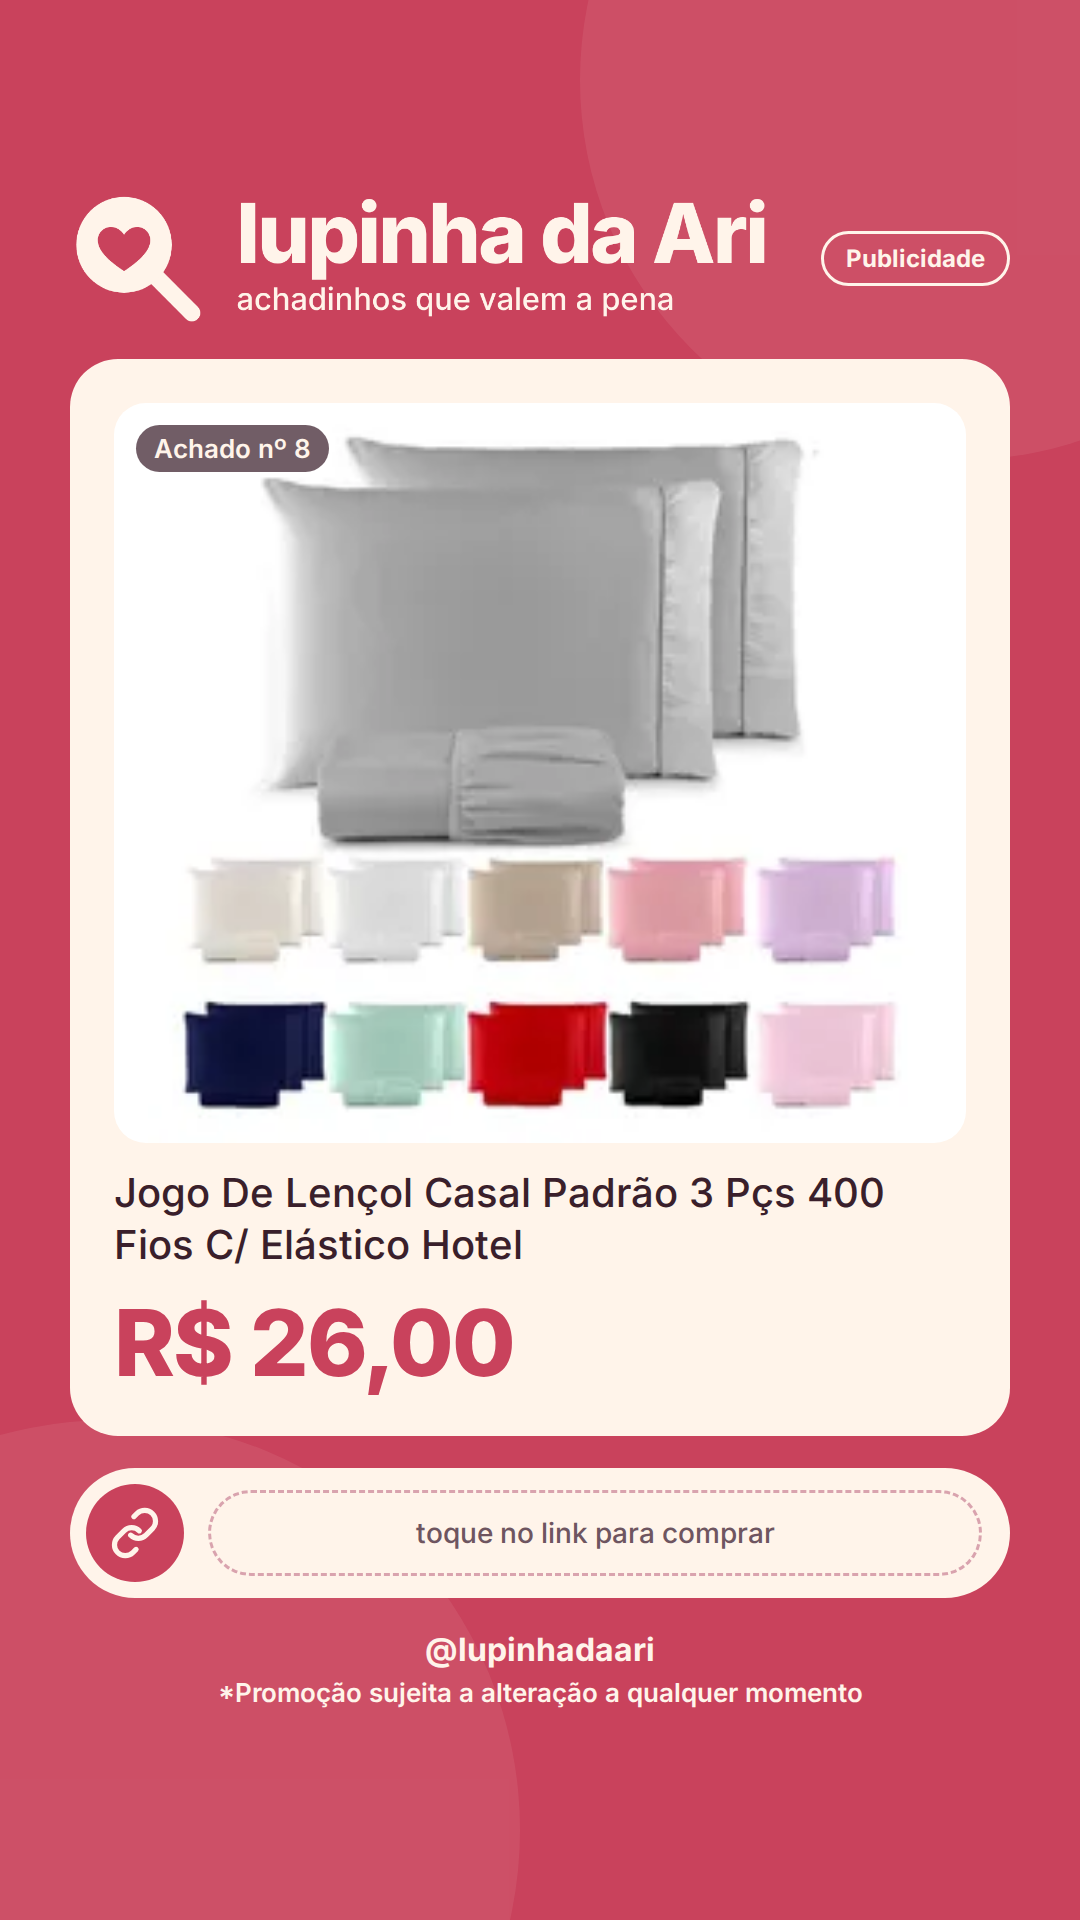 lupinha da Ari
achadinhos que valem a pena
Publicidade
Achado nº 8
Jogo De Lençol Casal Padrão 3 Pçs 400
Fios C/ Elástico Hotel
R$ 26,00
toque no link para comprar
@lupinhadaari
*Promoção sujeita a alteração a qualquer momento